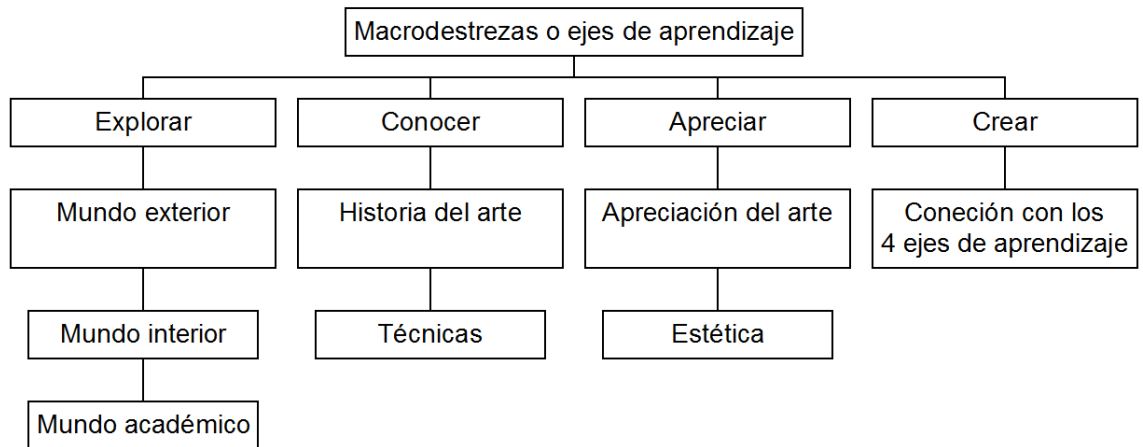 Macrodestrezas o ejes de aprendizaje
Explorar
Conocer
Apreciar
Crear
Mundo exterior
Historia del arte
Apreciación del arte
Coneción con los
4 ejes de aprendizaje
Mundo interior
Técnicas
Estética
Mundo académico